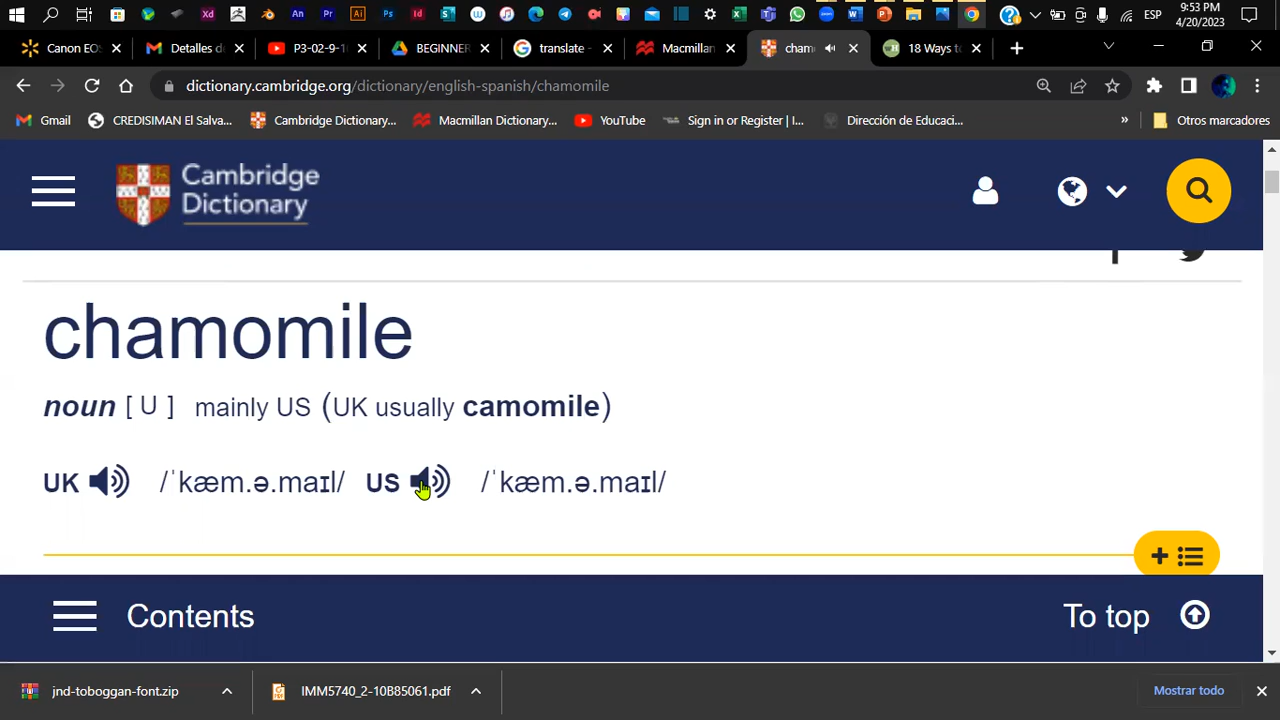 9:53 PM
ESP
4/20/2023
Canon EO
Detalles d
P3-02-9-1
BEGINNER
translate -
Macmillan
cham
18 Ways t
dictionary.cambridge.org/dictionary/english-spanish/chamomile
Gmail
CREDISIMAN El Salva...
Cambridge Dictionary...
Macmillan Dictionary...
YouTube
Sign in or Register | I...
Dirección de Educaci...
»
Otros marcadores
Cambridge
Dictionary
chamomile
noun [ U ] mainly US (UK usually camomile)
UK /ˈkæm.ə.maɪl/ US /ˈkæm.ə.maɪl/
Contents
To top
jnd-toboggan-font.zip
IMM5740_2-10B85061.pdf
Mostrar todo